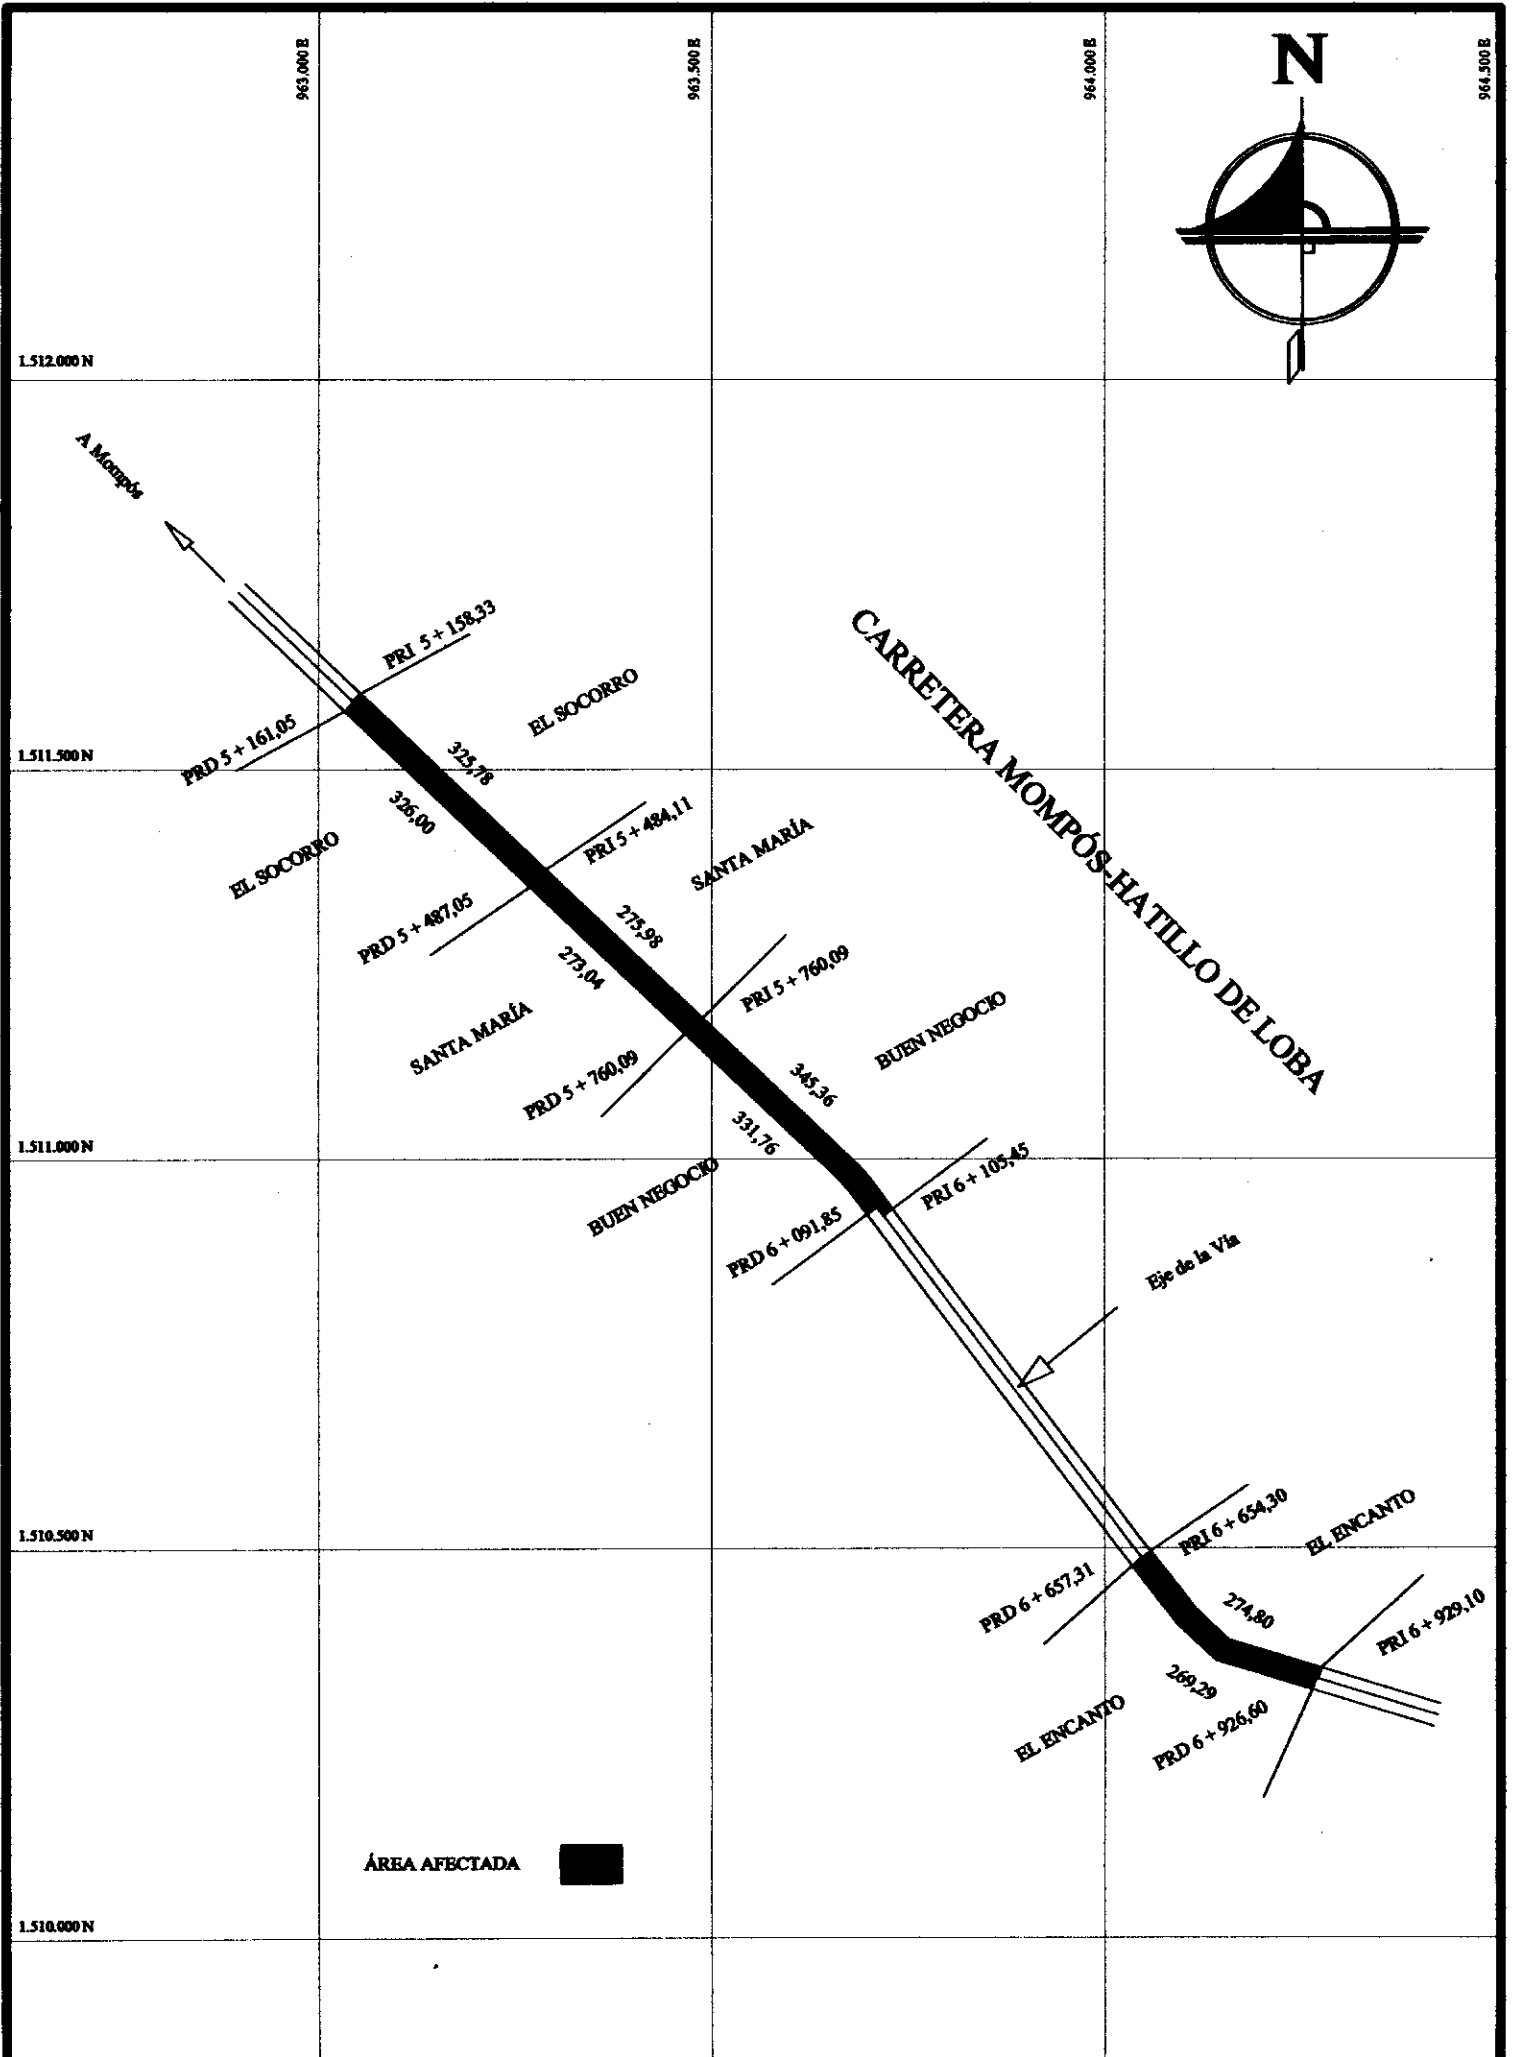 963.000 E
963.500 E
964.000 E
964.500 E
N
1.512.000 N
A Mompós
PRI 5 + 158,33
EL SOCORRO
CARRETERA MOMPÓS-HATILLO DE LOBA
PRD 5 + 161,05
1.511.500 N
325,78
326,00
PRI 5 + 484,11
EL SOCORRO
SANTA MARÍA
PRD 5 + 487,05
275,98
273,04
PRI 5 + 760,09
SANTA MARÍA
BUEN NEGOCIO
PRD 5 + 760,09
345,36
331,76
1.511.000 N
BUEN NEGOCIO
PRI 6 + 105,45
PRD 6 + 091,85
Eje de la Vía
1.510.500 N
PRI 6 + 654,30
EL ENCANTO
PRD 6 + 657,31
274,80
PRI 6 + 929,10
269,29
EL ENCANTO
PRD 6 + 926,60
ÁREA AFECTADA
1.510.000 N